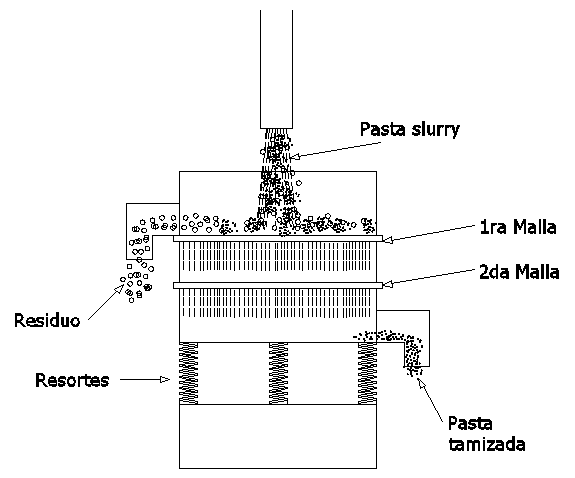 Pasta slurry
1ra Malla
2da Malla
Residuo
Resortes
Pasta
tamizada